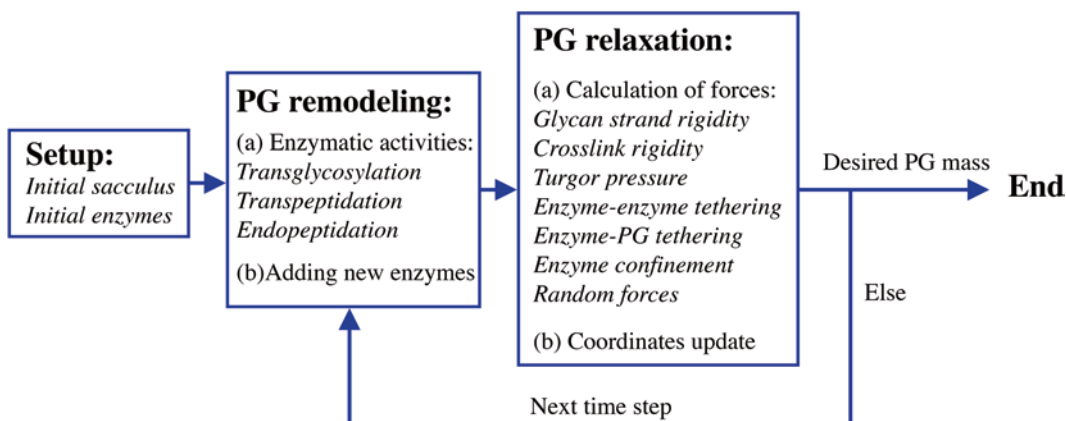 Setup:
Initial sacculus
Initial enzymes
PG remodeling:
(a) Enzymatic activities:
Transglycosylation
Transpeptidation
Endopeptidation
(b)Adding new enzymes
PG relaxation:
(a) Calculation of forces:
Glycan strand rigidity
Crosslink rigidity
Turgor pressure
Enzyme-enzyme tethering
Enzyme-PG tethering
Enzyme confinement
Random forces
(b) Coordinates update
Desired PG mass
End
Else
Next time step